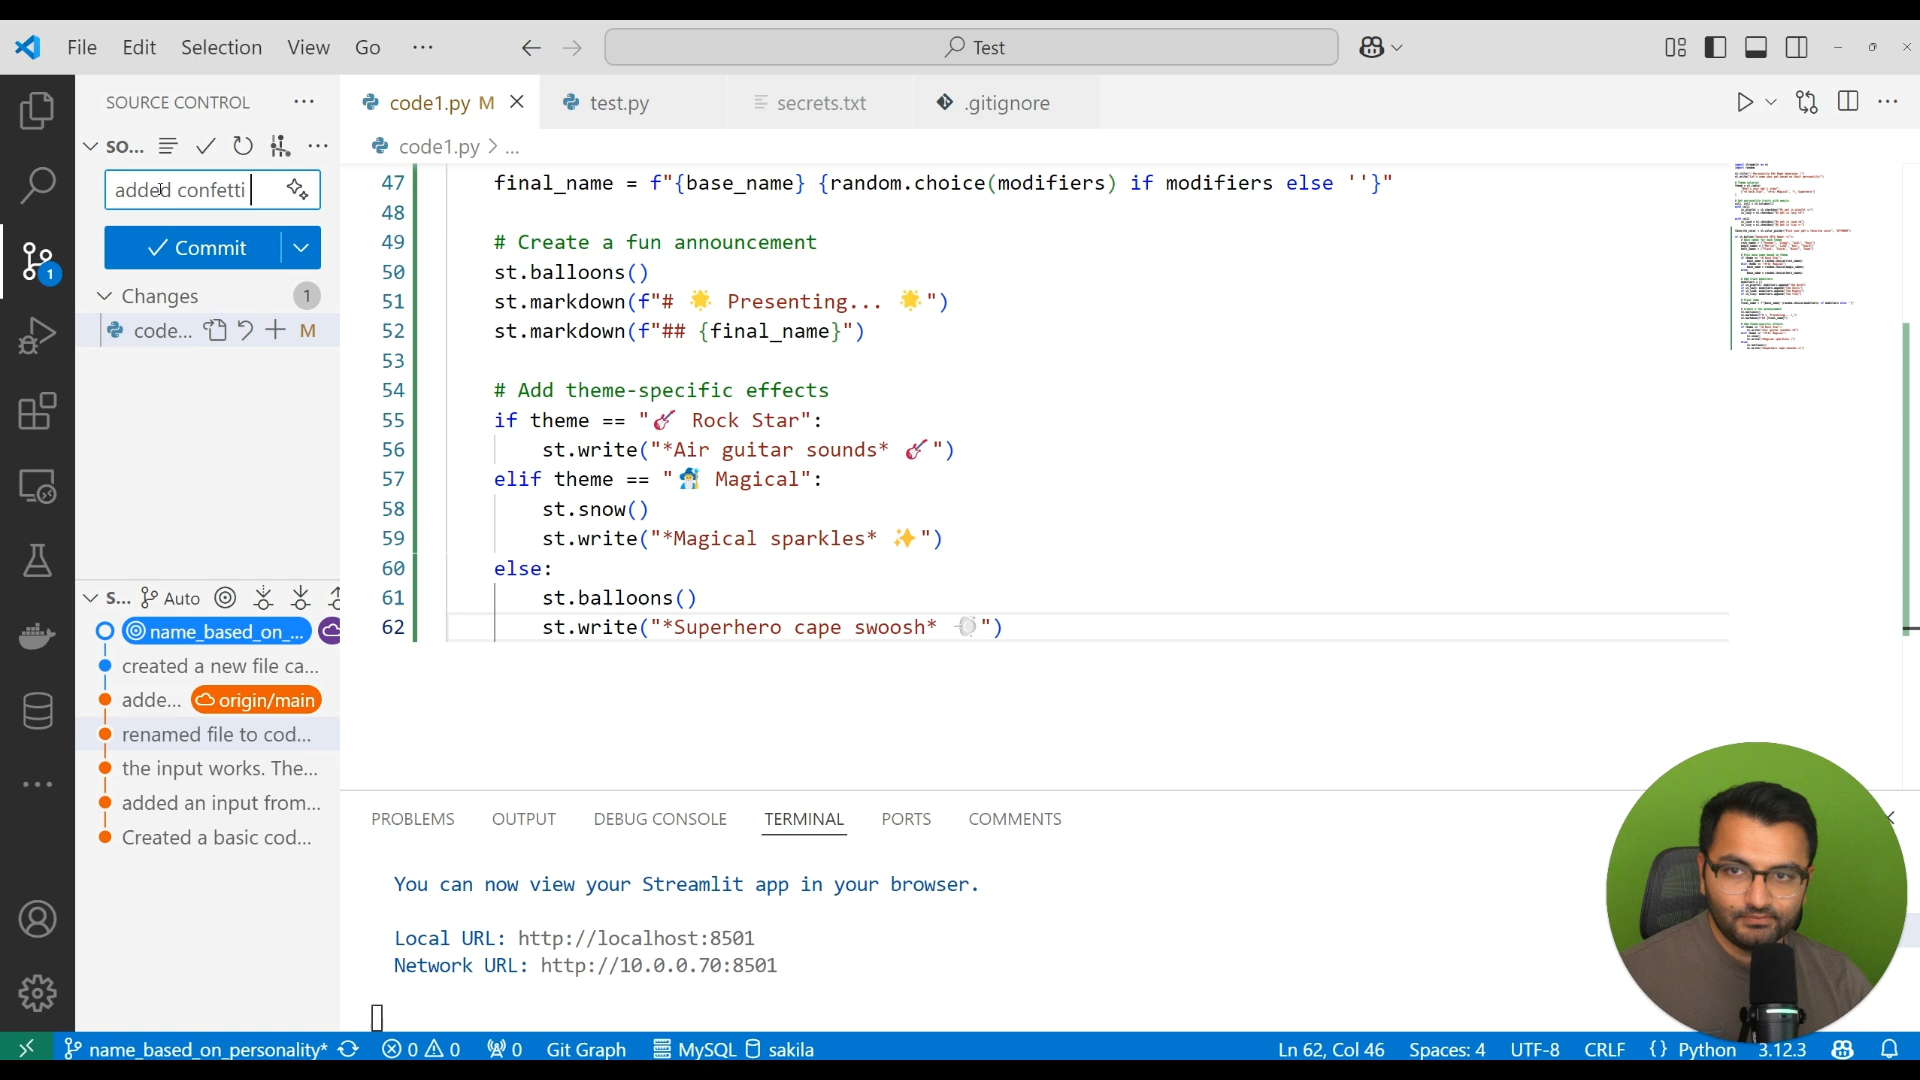 File Edit Selection View Go ··· Test
SOURCE CONTROL ···
code1.py M test.py secrets.txt .gitignore
SO...
code1.py > ...
added confetti
Commit
Changes 1
code... M
1
47 final_name = f"{base_name} {random.choice(modifiers) if modifiers else ''}"
48
49 # Create a fun announcement
50 st.balloons()
51 st.markdown(f"# 🌟 Presenting... 🌟")
52 st.markdown(f"## {final_name}")
53
54 # Add theme-specific effects
55 if theme == "🎸 Rock Star":
56 st.write("*Air guitar sounds* 🎸")
57 elif theme == "🧙‍♂️ Magical":
58 st.snow()
59 st.write("*Magical sparkles* ✨")
60 else:
61 st.balloons()
62 st.write("*Superhero cape swoosh* 💨")
S... Auto
name_based_on_...
created a new file ca...
adde... origin/main
renamed file to cod...
the input works. The...
added an input from...
Created a basic cod...
PROBLEMS OUTPUT DEBUG CONSOLE TERMINAL PORTS COMMENTS
You can now view your Streamlit app in your browser.
Local URL: http://localhost:8501
Network URL: http://10.0.0.70:8501
name_based_on_personality* 0 0 0 Git Graph MySQL sakila Ln 62, Col 46 Spaces: 4 UTF-8 CRLF {} Python 3.12.3